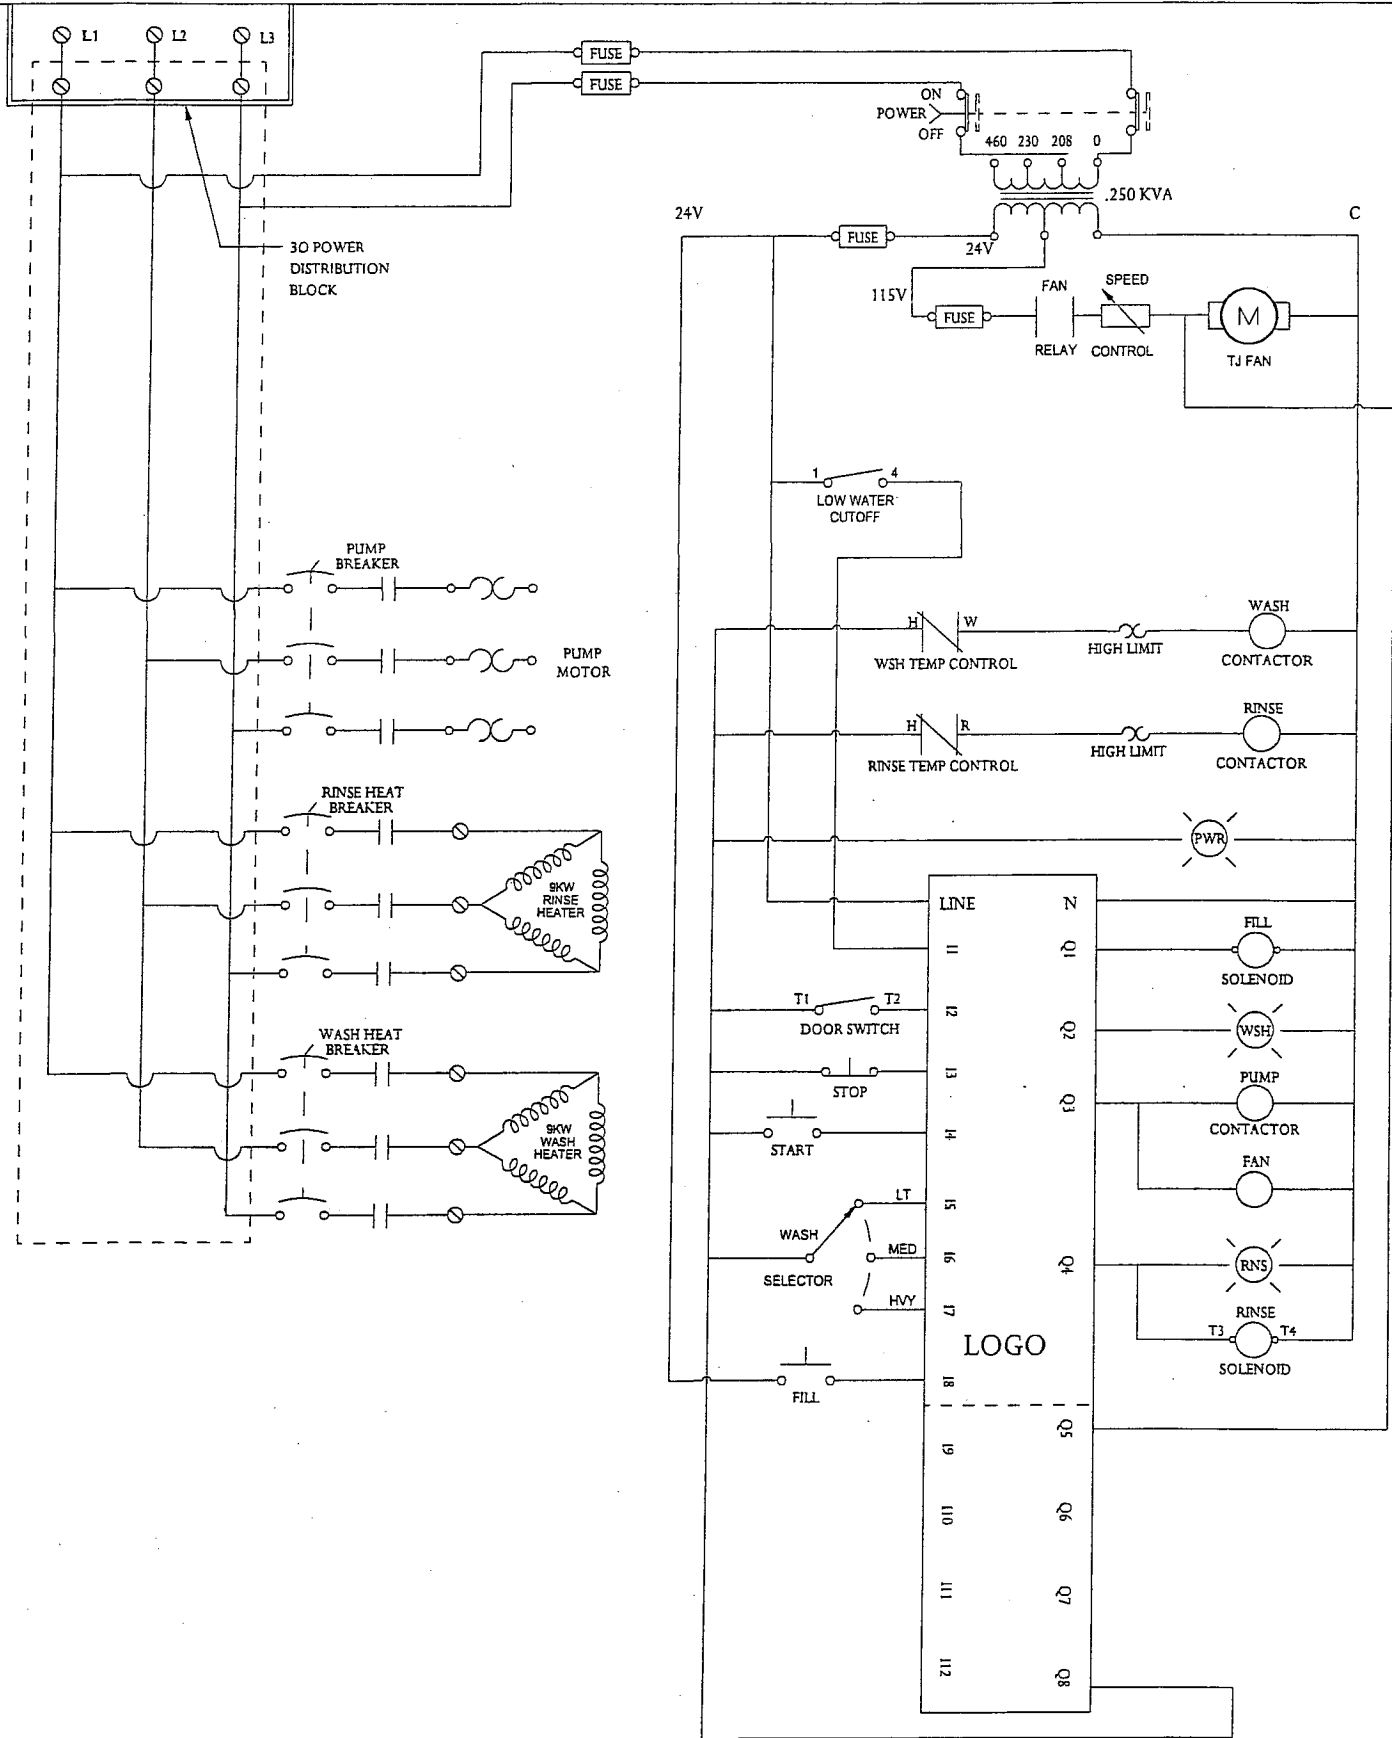 L1
L2
L3
FUSE
FUSE
ON
POWER
OFF
460 230 208 0
.250 KVA
24V
C
FUSE
24V
3O POWER
DISTRIBUTION
BLOCK
115V
FUSE
FAN
RELAY
SPEED
CONTROL
M
TJ FAN
1 4
LOW WATER
CUTOFF
PUMP
BREAKER
PUMP
MOTOR
H W
WSH TEMP CONTROL
HIGH LIMIT
WASH
CONTACTOR
H R
RINSE TEMP CONTROL
HIGH LIMIT
RINSE
CONTACTOR
RINSE HEAT
BREAKER
9KW
RINSE
HEATER
PWR
LINE
N
I1
Q1
FILL
SOLENOID
T1 T2
DOOR SWITCH
I2
Q2
WSH
WASH HEAT
BREAKER
9KW
WASH
HEATER
STOP
I3
Q3
PUMP
CONTACTOR
START
I4
FAN
WASH
SELECTOR
LT
I5
MED
I6
HVY
I7
Q4
RNS
RINSE
T3 T4
SOLENOID
LOGO
FILL
I8
Q5
I9
I10
Q6
I11
Q7
I12
Q8